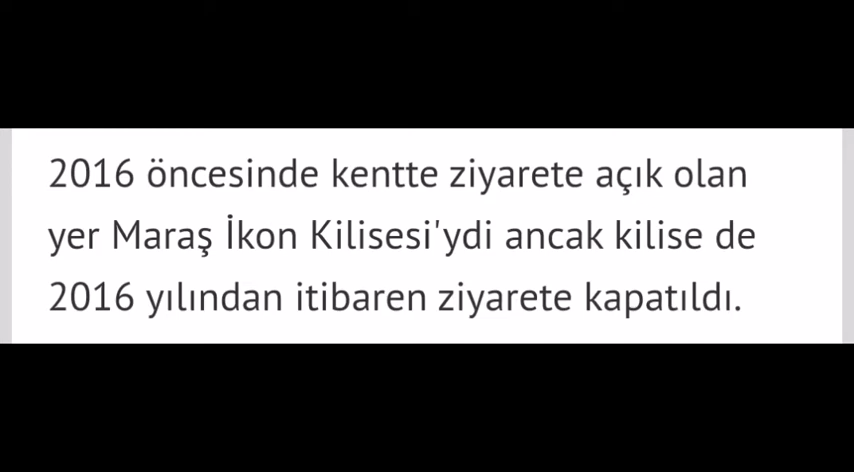 2016 öncesinde kentte ziyarete açık olan
yer Maraş İkon Kilisesi'ydi ancak kilise de
2016 yılından itibaren ziyarete kapatıldı.